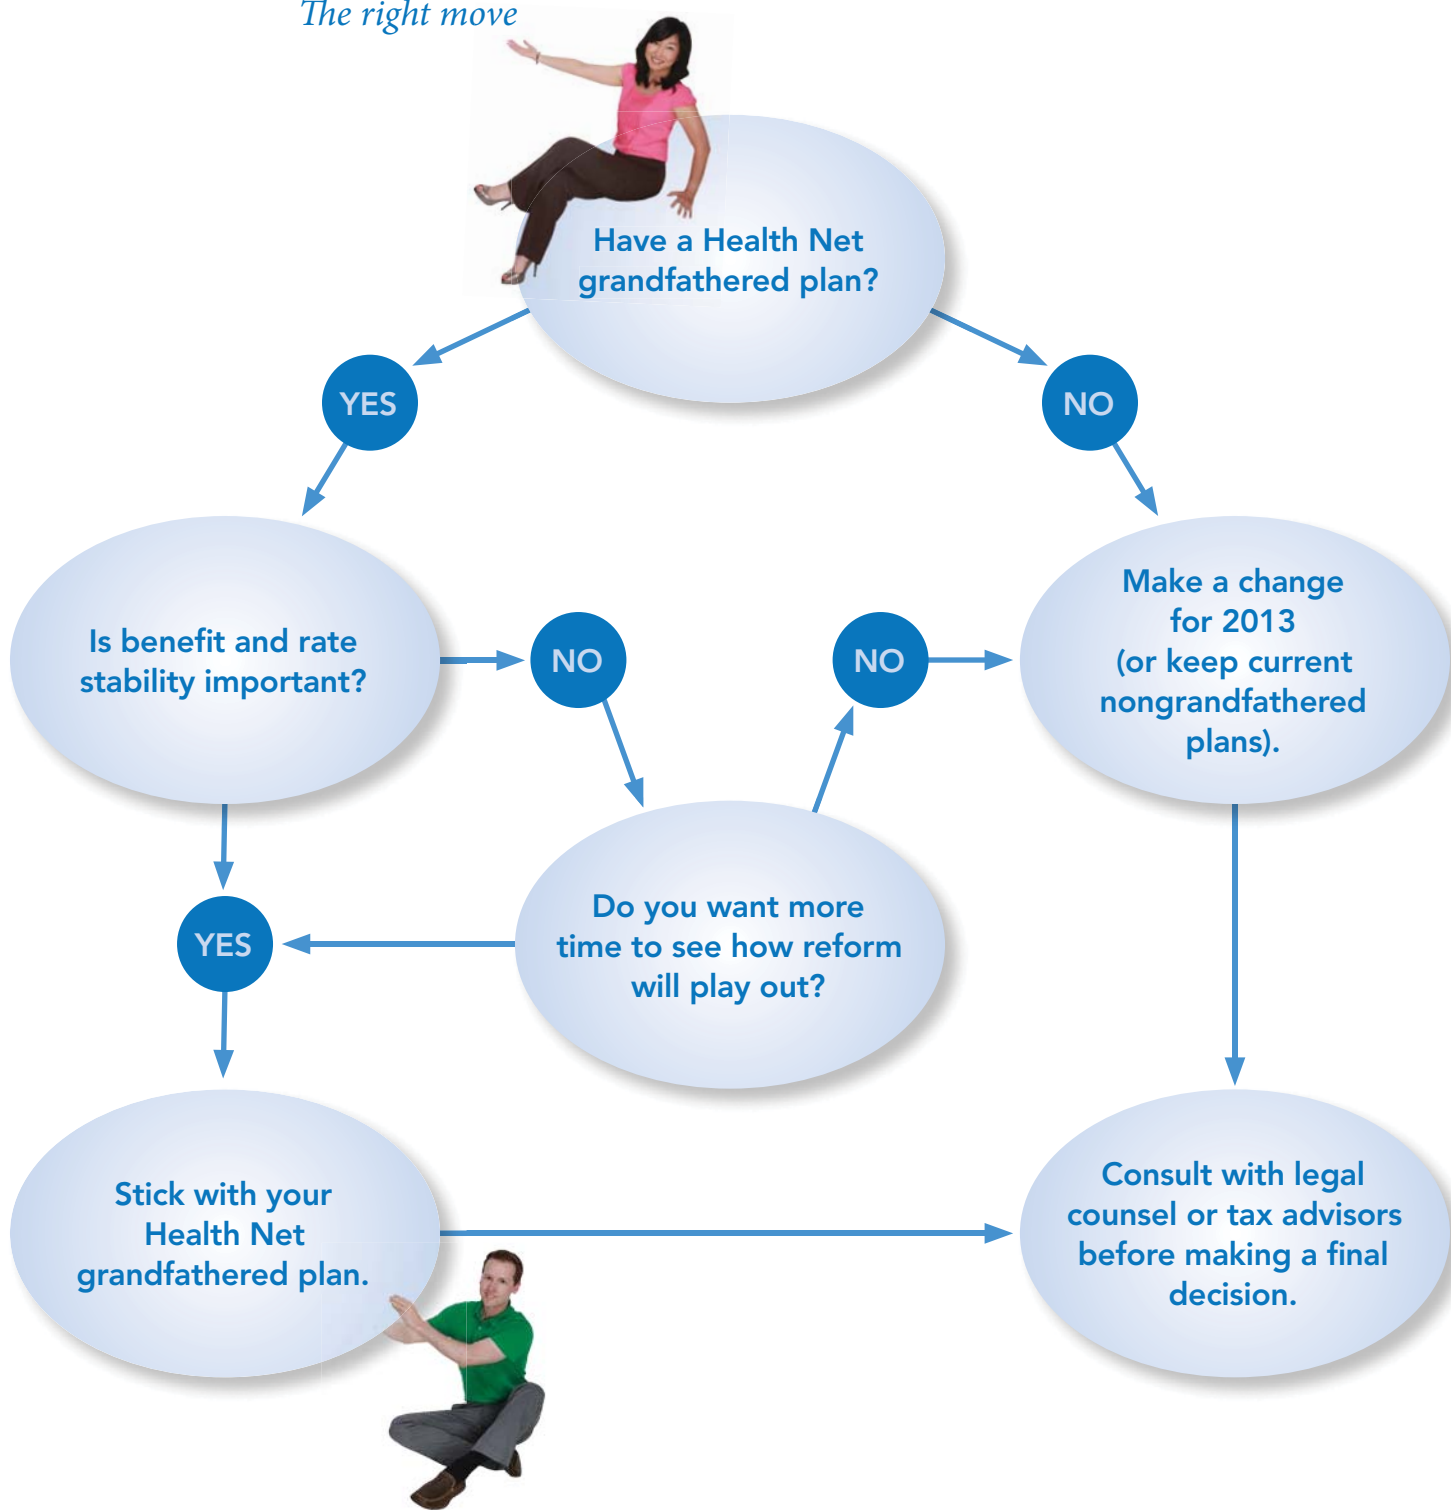 The right move
Have a Health Net
grandfathered plan?
YES
NO
Is benefit and rate
stability important?
NO
NO
Make a change
for 2013
(or keep current
nongrandfathered
plans).
Do you want more
time to see how reform
will play out?
YES
Stick with your
Health Net
grandfathered plan.
Consult with legal
counsel or tax advisors
before making a final
decision.